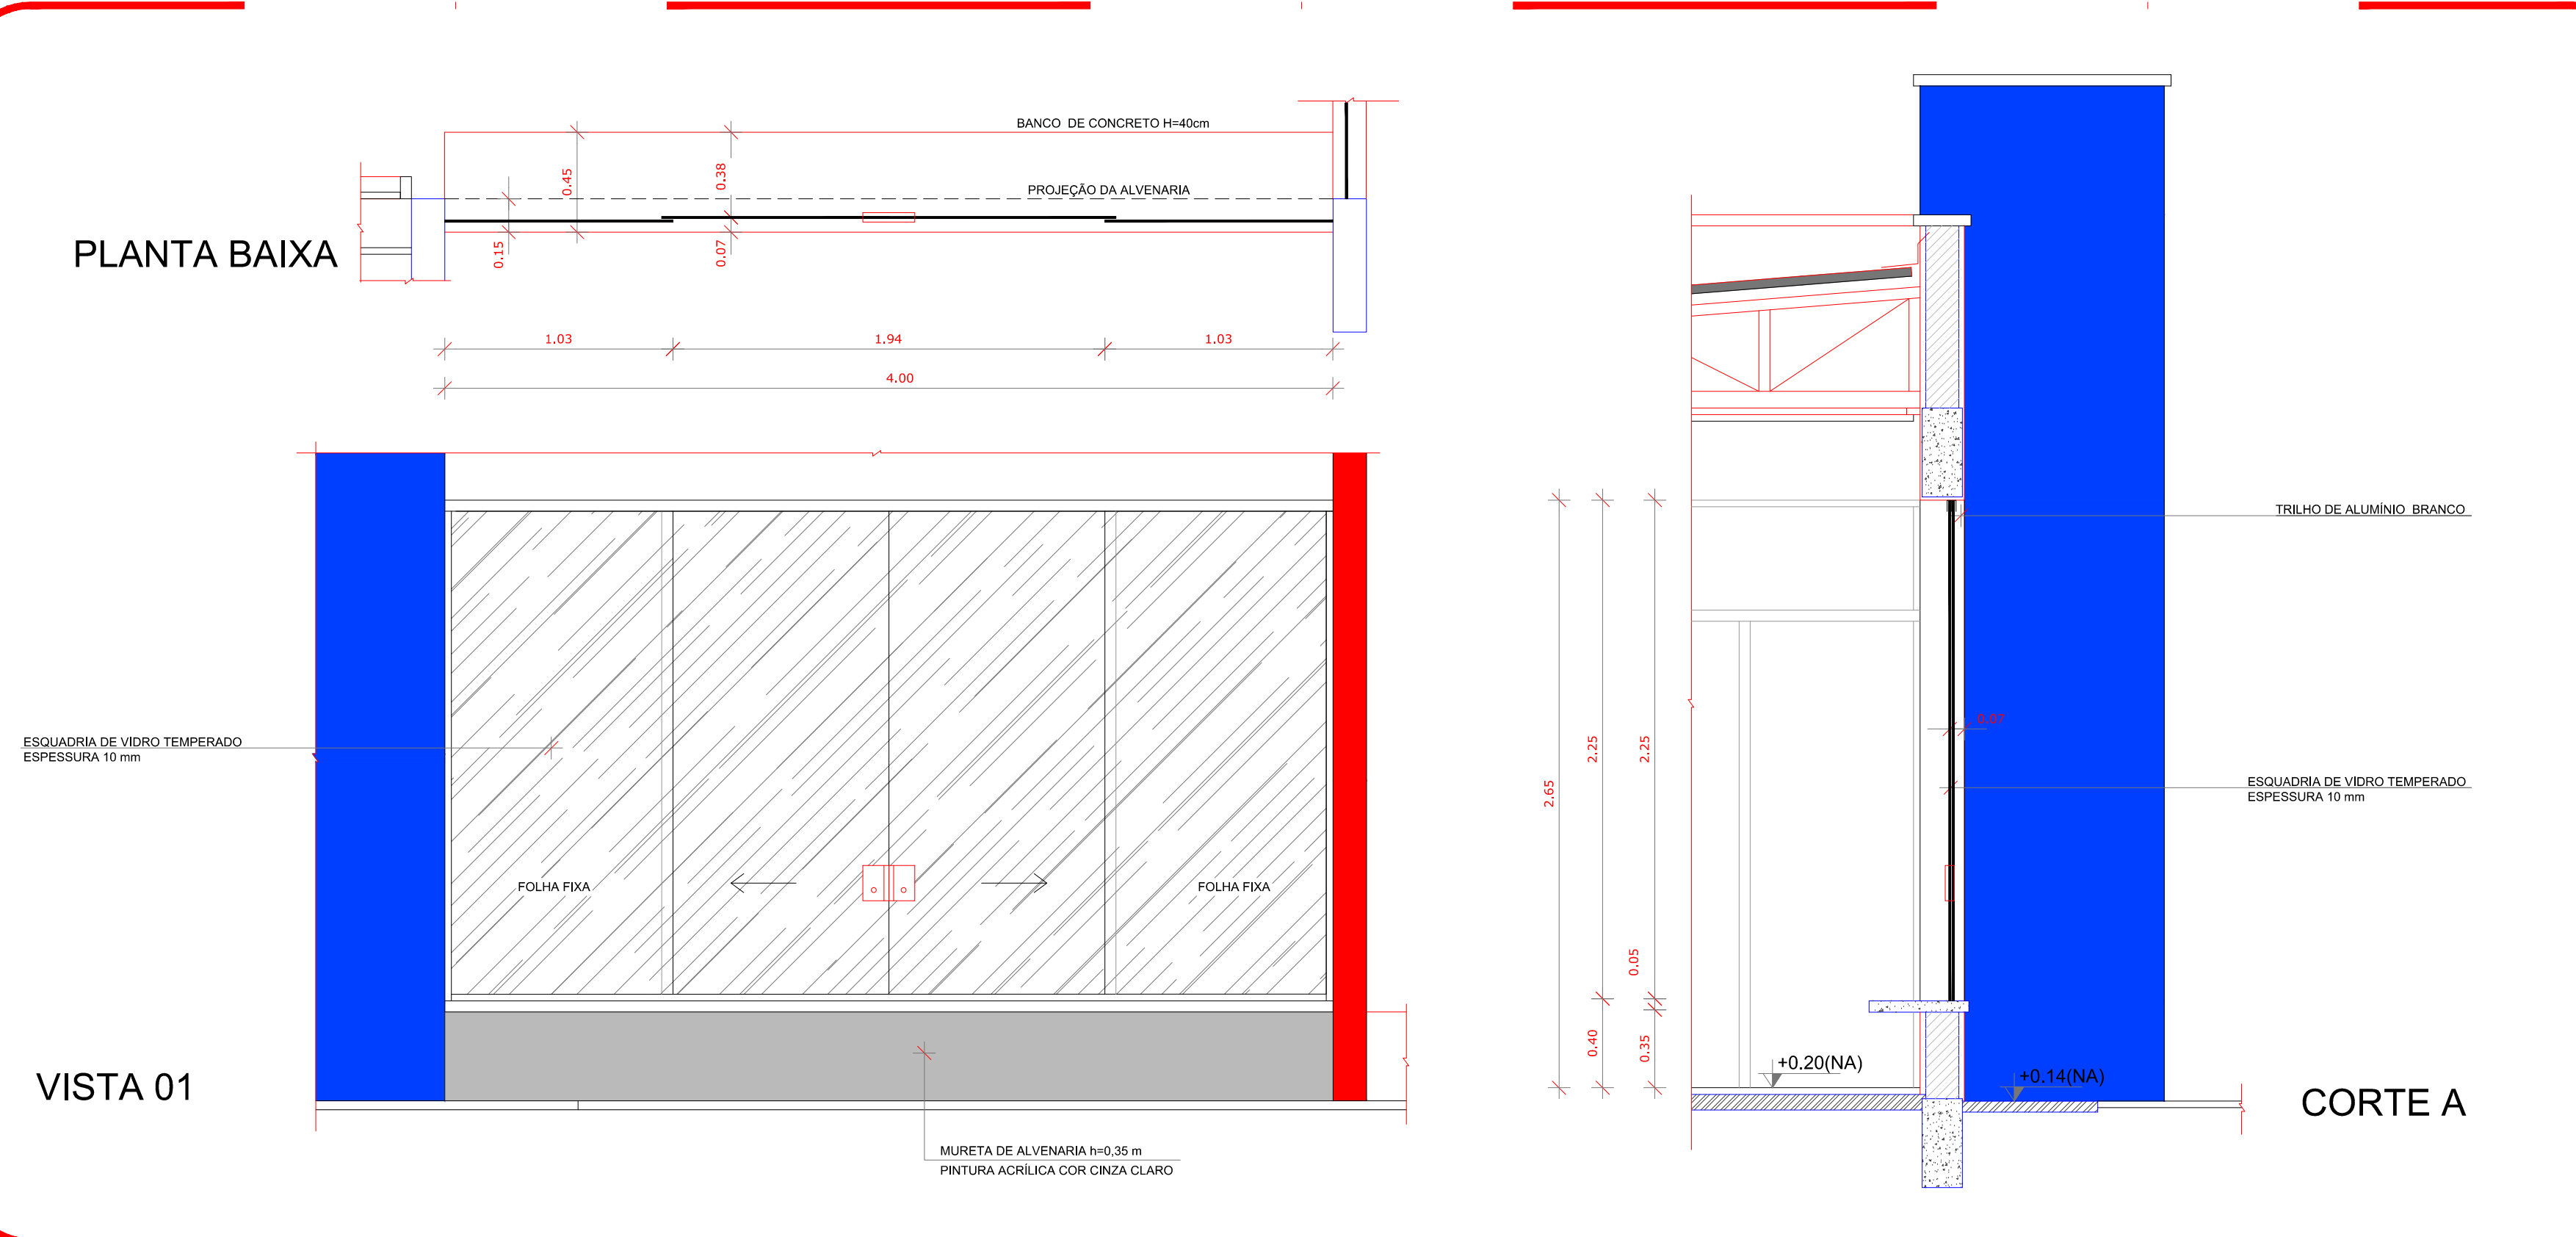 BANCO DE CONCRETO H=40cm
PROJEÇÃO DA ALVENARIA
0.45
0.38
0.15
0.07
PLANTA BAIXA
1.03
1.94
1.03
4.00
ESQUADRIA DE VIDRO TEMPERADO
ESPESSURA 10 mm
FOLHA FIXA
FOLHA FIXA
VISTA 01
MURETA DE ALVENARIA h=0,35 m
PINTURA ACRÍLICA COR CINZA CLARO
TRILHO DE ALUMÍNIO BRANCO
0.07
2.25
2.25
2.65
ESQUADRIA DE VIDRO TEMPERADO
ESPESSURA 10 mm
0.05
0.40
0.35
+0.20(NA)
+0.14(NA)
CORTE A